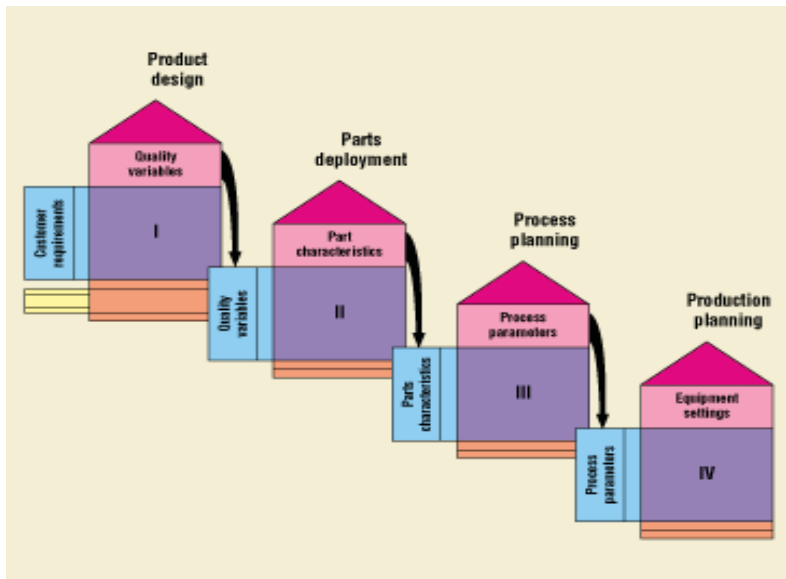 Product
design
Quality
variables
Customer
requirements
I
Parts
deployment
Part
characteristics
Quality
variables
II
Process
planning
Process
parameters
Parts
characteristics
III
Production
planning
Equipment
settings
Process
parameters
IV